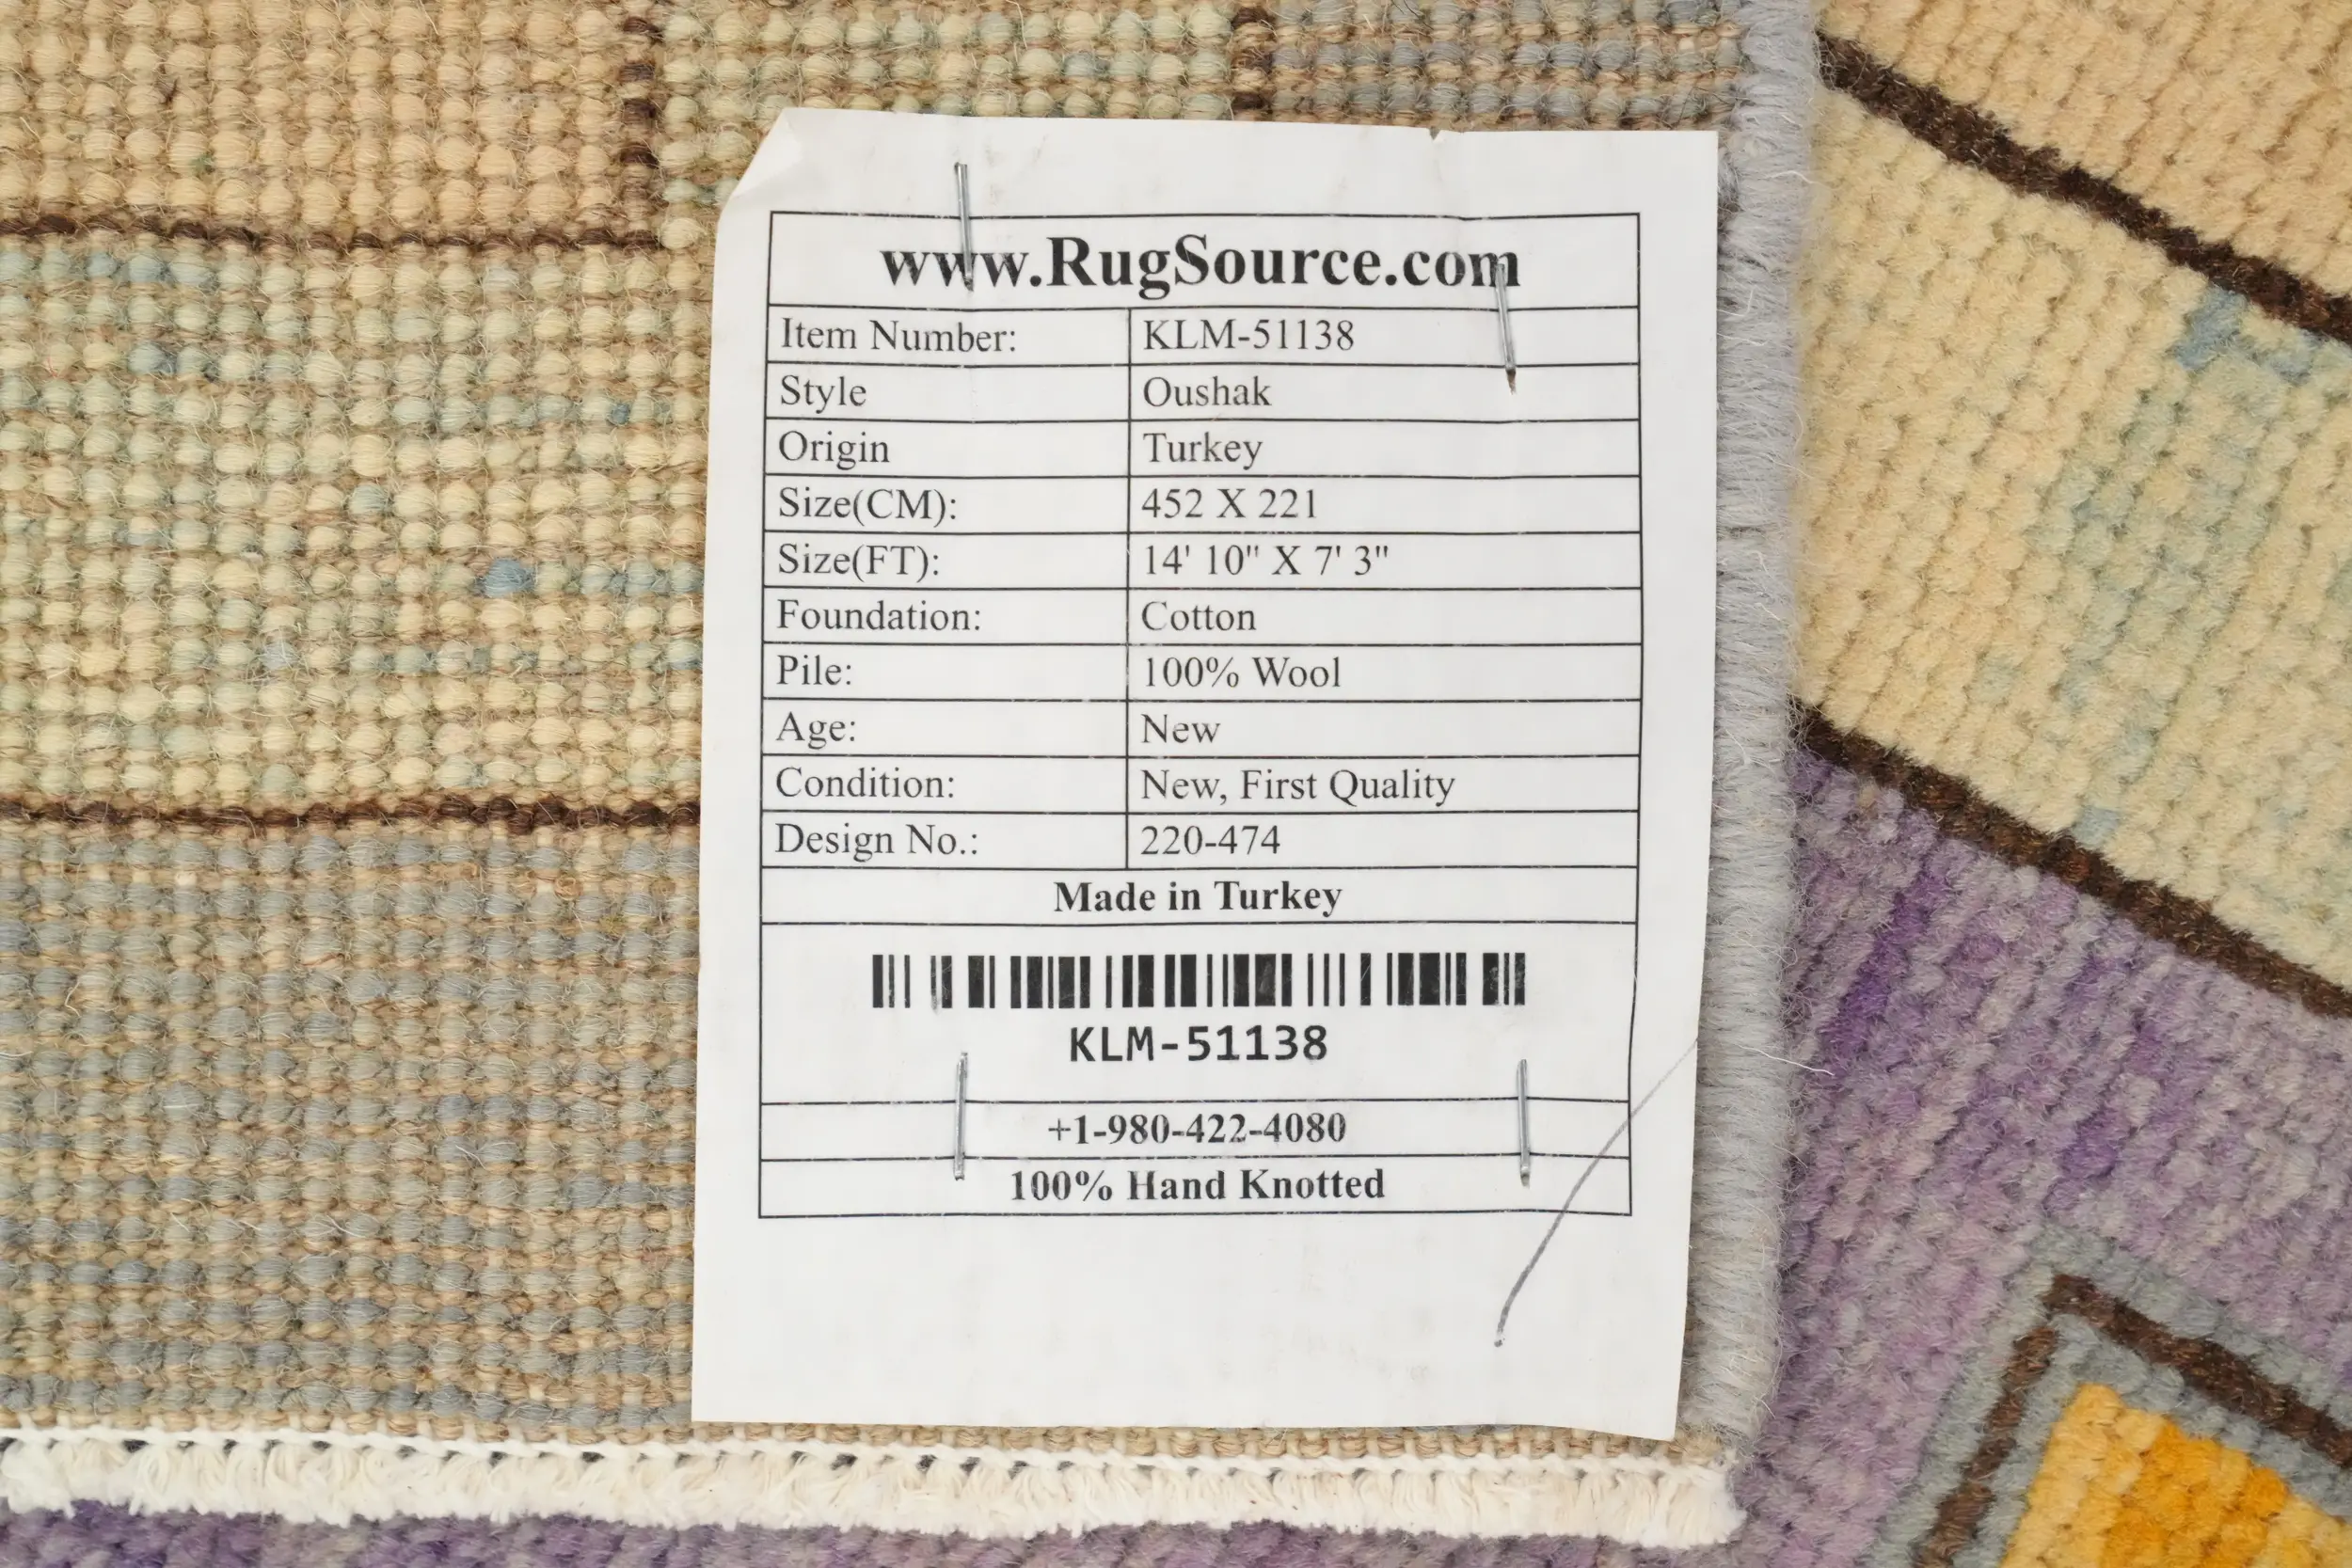 www.RugSource.com
Item Number: KLM-51138
Style Oushak
Origin Turkey
Size(CM): 452 X 221
Size(FT): 14' 10" X 7' 3"
Foundation: Cotton
Pile: 100% Wool
Age: New
Condition: New, First Quality
Design No.: 220-474
Made in Turkey
KLM-51138
+1-980-422-4080
100% Hand Knotted